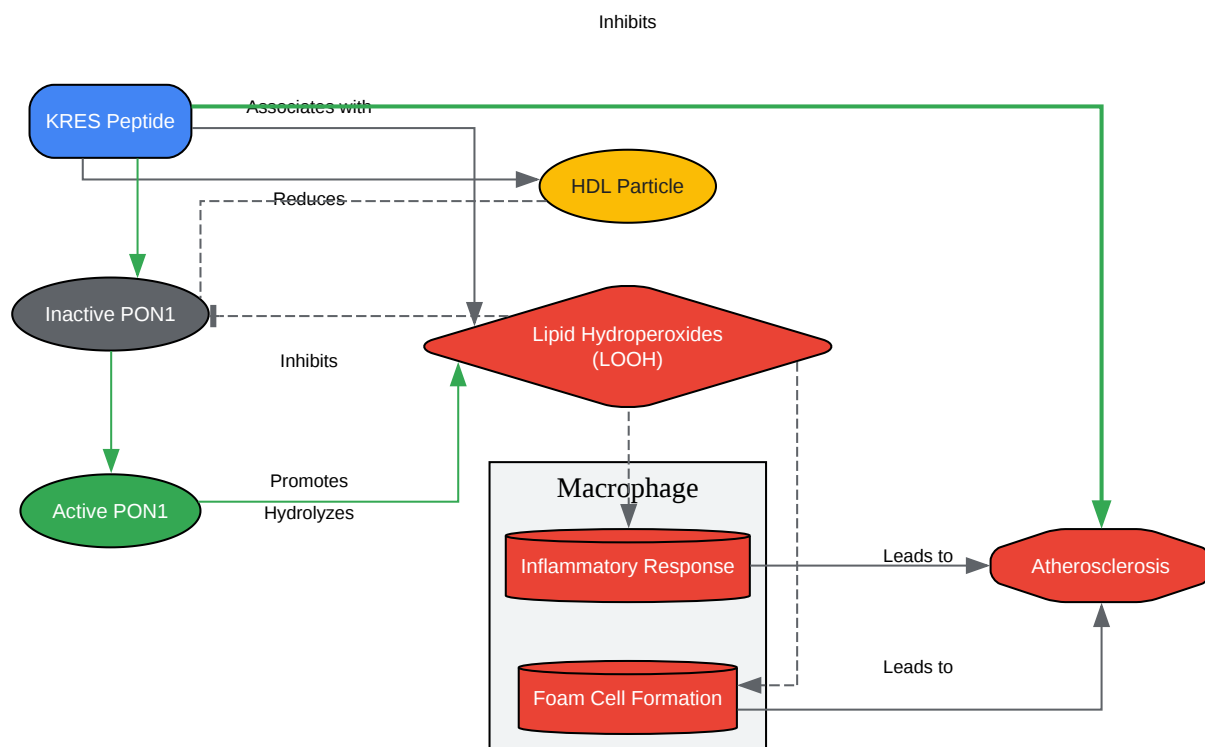 Inhibits
KRES Peptide
Associates with
HDL Particle
Reduces
Inactive PON1
Lipid Hydroperoxides
(LOOH)
Inhibits
Promotes
Hydrolyzes
Active PON1
Macrophage
Inflammatory Response
Leads to
Atherosclerosis
Foam Cell Formation
Leads to